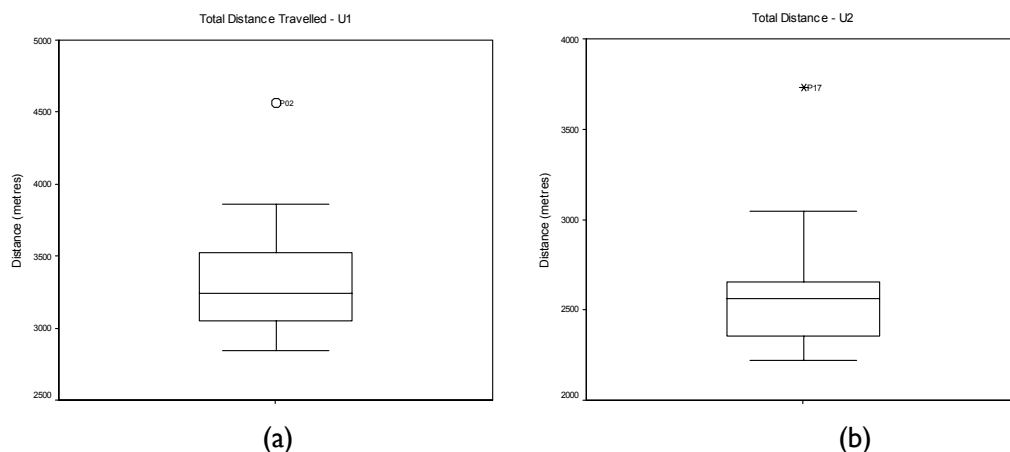 Total Distance Travelled - U1
5000
4500
4000
3500
3000
2500
Distance (metres)
P02
(a)
Total Distance - U2
4000
3500
3000
2500
2000
Distance (metres)
P17
(b)